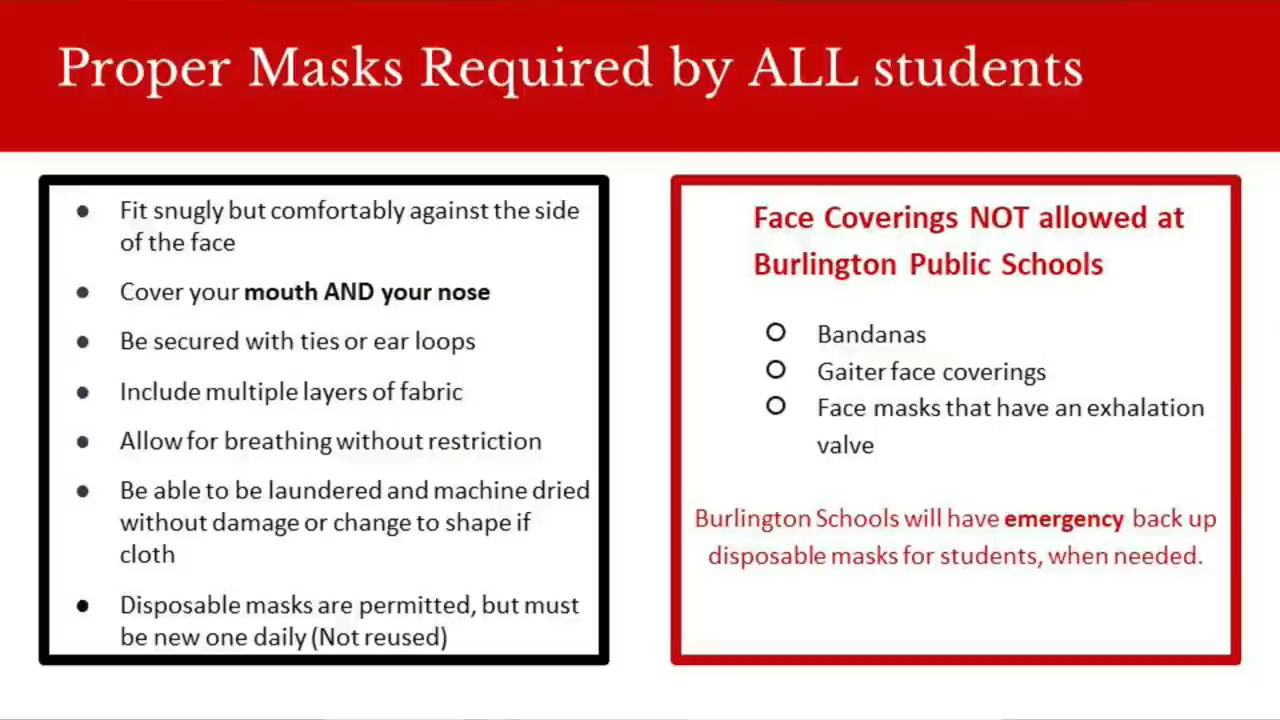 Proper Masks Required by ALL students
● Fit snugly but comfortably against the side
of the face
● Cover your mouth AND your nose
● Be secured with ties or ear loops
● Include multiple layers of fabric
● Allow for breathing without restriction
● Be able to be laundered and machine dried
without damage or change to shape if
cloth
● Disposable masks are permitted, but must
be new one daily (Not reused)
Face Coverings NOT allowed at
Burlington Public Schools
○ Bandanas
○ Gaiter face coverings
○ Face masks that have an exhalation
valve
Burlington Schools will have emergency back up
disposable masks for students, when needed.